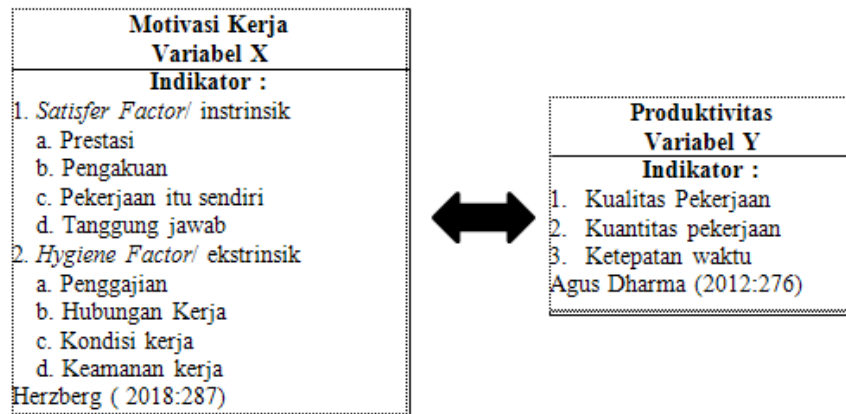 Motivasi Kerja
Variabel X
Indikator :
1. Satisfer Factor/ instrinsik
a. Prestasi
b. Pengakuan
c. Pekerjaan itu sendiri
d. Tanggung jawab
2. Hygiene Factor/ ekstrinsik
a. Penggajian
b. Hubungan Kerja
c. Kondisi kerja
d. Keamanan kerja
Herzberg ( 2018:287)
Produktivitas
Variabel Y
Indikator :
1. Kualitas Pekerjaan
2. Kuantitas pekerjaan
3. Ketepatan waktu
Agus Dharma (2012:276)